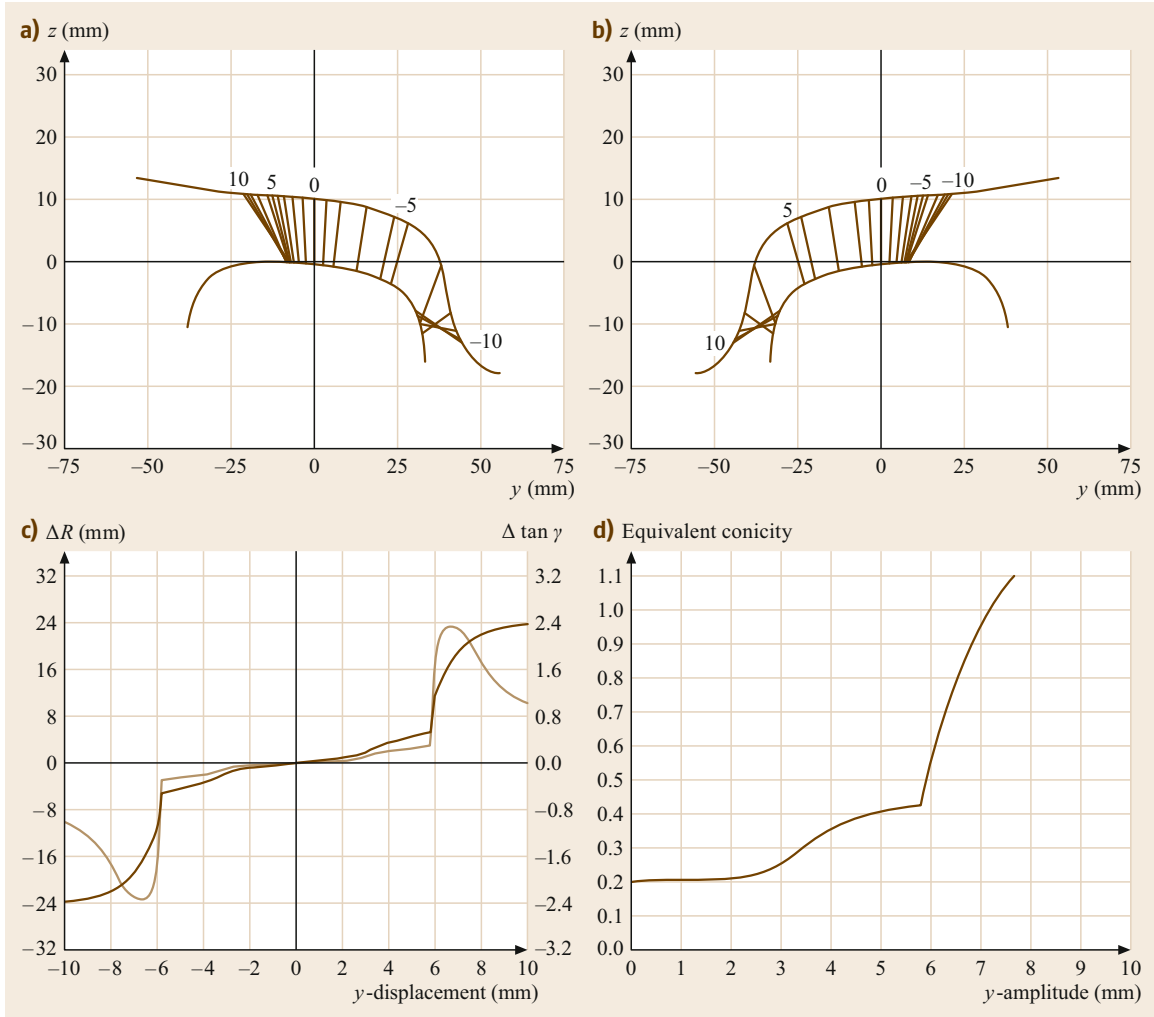 a) z (mm)
30
20
10
0
–10
–20
–30
10 5 0 –5
–10
–75 –50 –25 0 25 50 75
y (mm)
b) z (mm)
30
20
10
0
–10
–20
–30
5 0 –5 –10
10
–75 –50 –25 0 25 50 75
y (mm)
c) ΔR (mm) Δ tan γ
32 3.2
24 2.4
16 1.6
8 0.8
0 0.0
–8 –0.8
–16 –1.6
–24 –2.4
–32 –3.2
–10 –8 –6 –4 –2 0 2 4 6 8 10
y-displacement (mm)
d) Equivalent conicity
1.1
1.0
0.9
0.8
0.7
0.6
0.5
0.4
0.3
0.2
0.1
0.0
0 1 2 3 4 5 6 7 8 9 10
y-amplitude (mm)